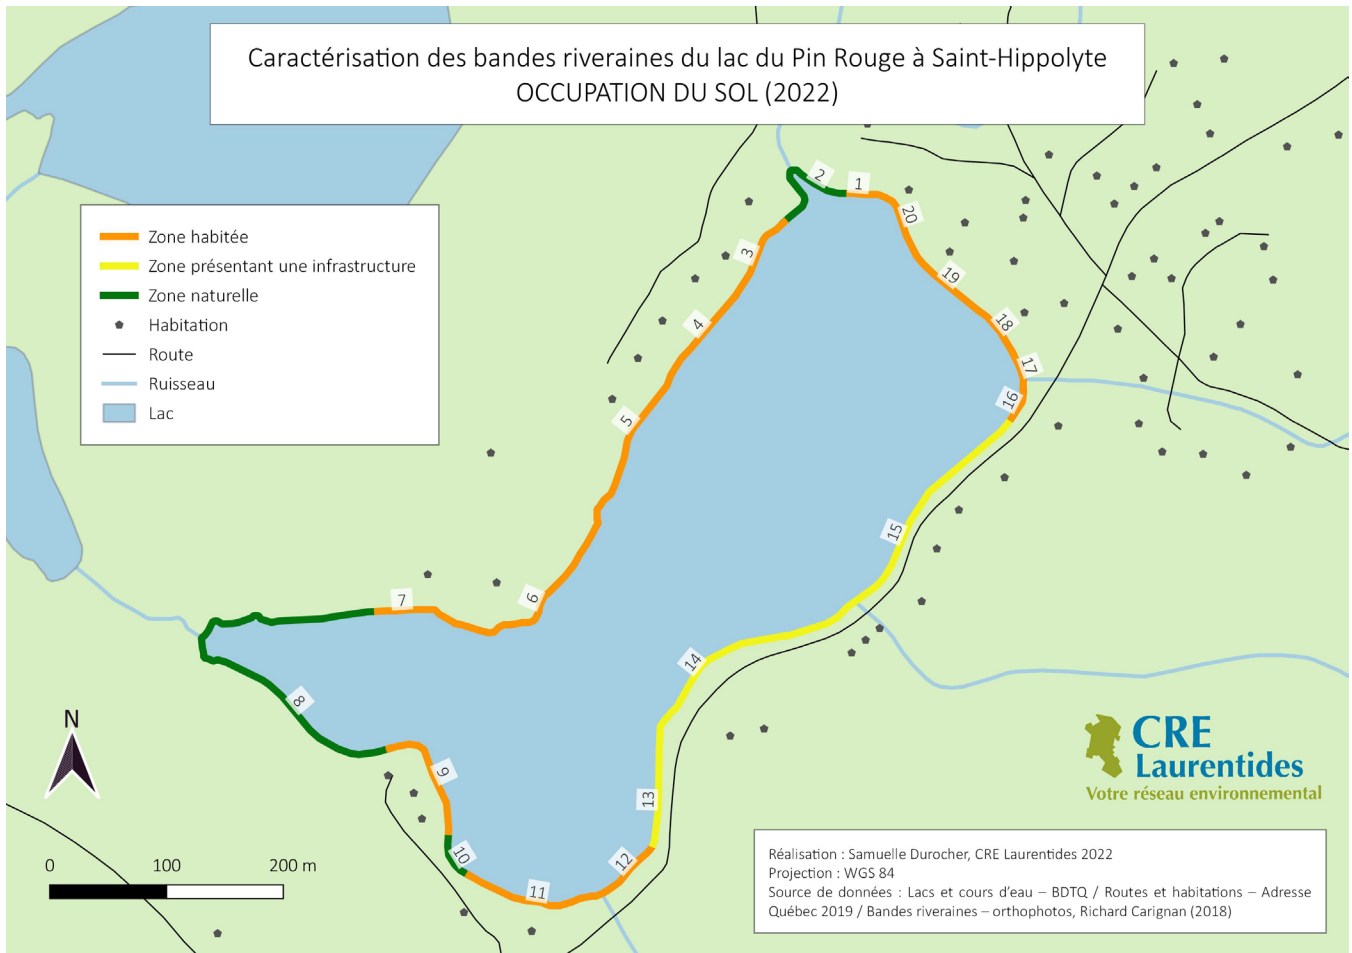 Caractérisation des bandes riveraines du lac du Pin Rouge à Saint-Hippolyte
OCCUPATION DU SOL (2022)
Zone habitée
Zone présentant une infrastructure
Zone naturelle
Habitation
Route
Ruisseau
Lac
2
1
20
3
19
4
18
17
16
5
15
7
6
14
8
9
13
10
12
11
N
0 100 200 m
CRE
Laurentides
Votre réseau environnemental
Réalisation : Samuelle Durocher, CRE Laurentides 2022
Projection : WGS 84
Source de données : Lacs et cours d'eau – BDTQ / Routes et habitations – Adresse
Québec 2019 / Bandes riveraines – orthophotos, Richard Carignan (2018)